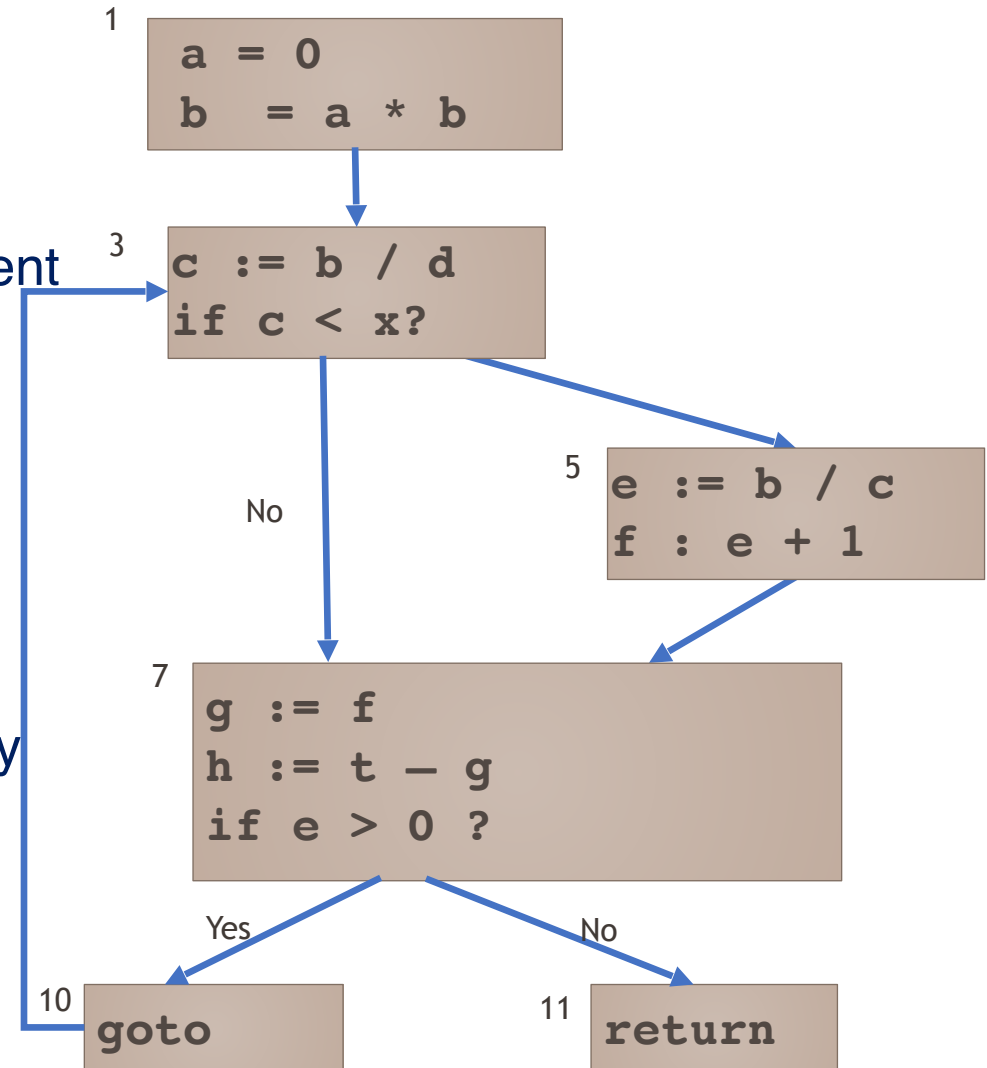 1
a = 0
b = a * b
ent
3
c := b / d
if c < x?
5
e := b / c
f : e + 1
No
7
g := f
y
h := t – g
if e > 0 ?
Yes
No
10
goto
11
return